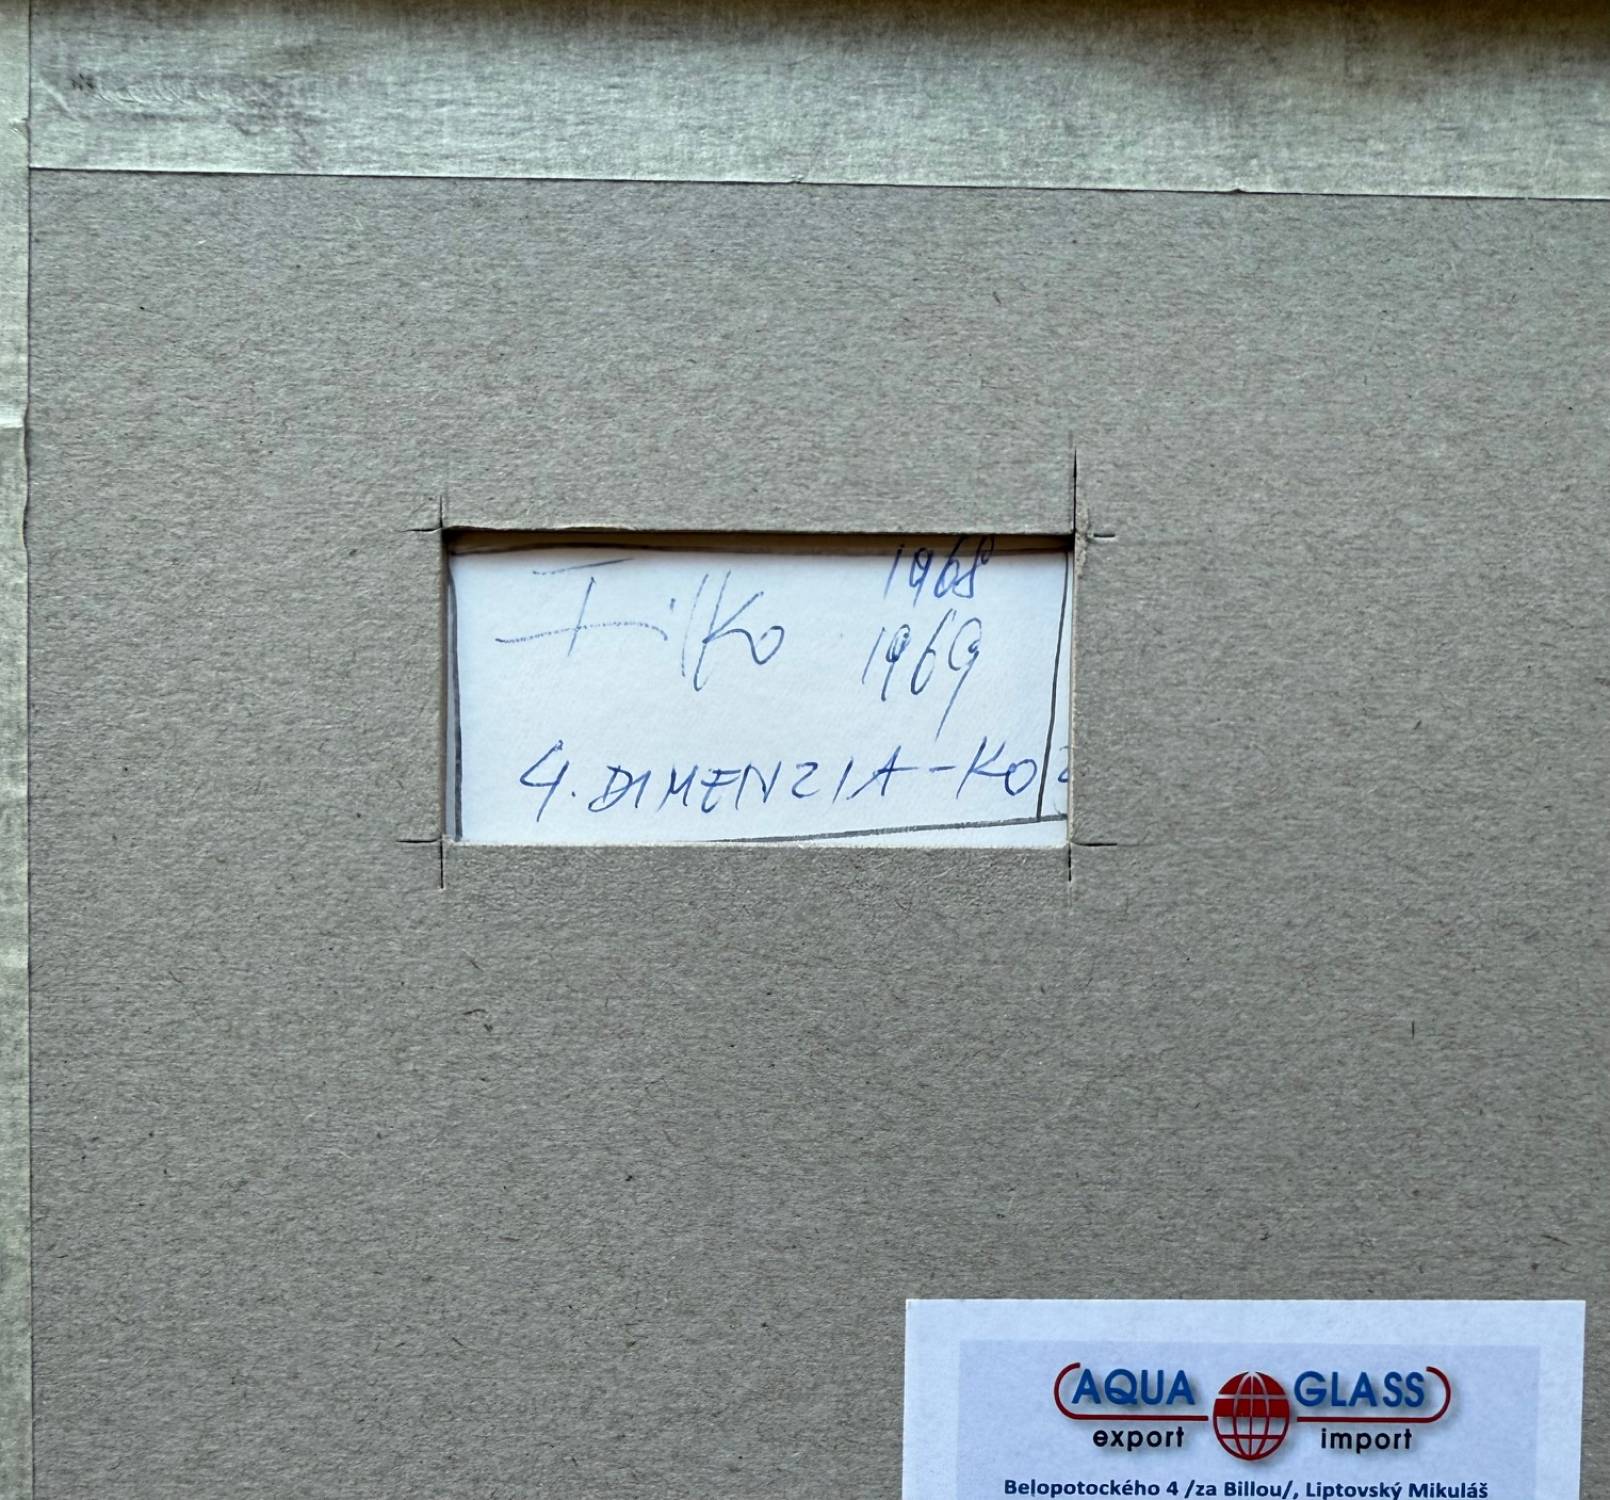 Filko 1968
1969
4. DIMENZIA - KO
AQUA GLASS
export import
Belopotockého 4 /za Billou/, Liptovský Mikuláš